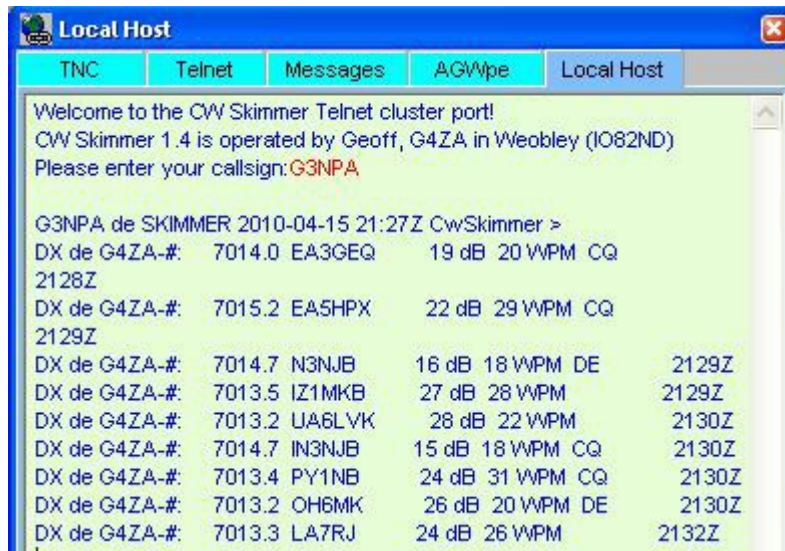 Local Host
TNC Telnet Messages AGWpe Local Host
Welcome to the CW Skimmer Telnet cluster port!
CW Skimmer 1.4 is operated by Geoff, G4ZA in Weobley (IO82ND)
Please enter your callsign:G3NPA
G3NPA de SKIMMER 2010-04-15 21:27Z CwSkimmer >
DX de G4ZA-#: 7014.0 EA3GEQ 19 dB 20 WPM CQ
2128Z
DX de G4ZA-#: 7015.2 EA5HPX 22 dB 29 WPM CQ
2129Z
DX de G4ZA-#: 7014.7 N3NJB 16 dB 18 WPM DE 2129Z
DX de G4ZA-#: 7013.5 IZ1MKB 27 dB 28 WPM 2129Z
DX de G4ZA-#: 7013.2 UA6LVK 28 dB 22 WPM 2130Z
DX de G4ZA-#: 7014.7 IN3NJB 15 dB 18 WPM CQ 2130Z
DX de G4ZA-#: 7013.4 PY1NB 24 dB 31 WPM CQ 2130Z
DX de G4ZA-#: 7013.2 OH6MK 26 dB 20 WPM DE 2130Z
DX de G4ZA-#: 7013.3 LA7RJ 24 dB 26 WPM 2132Z